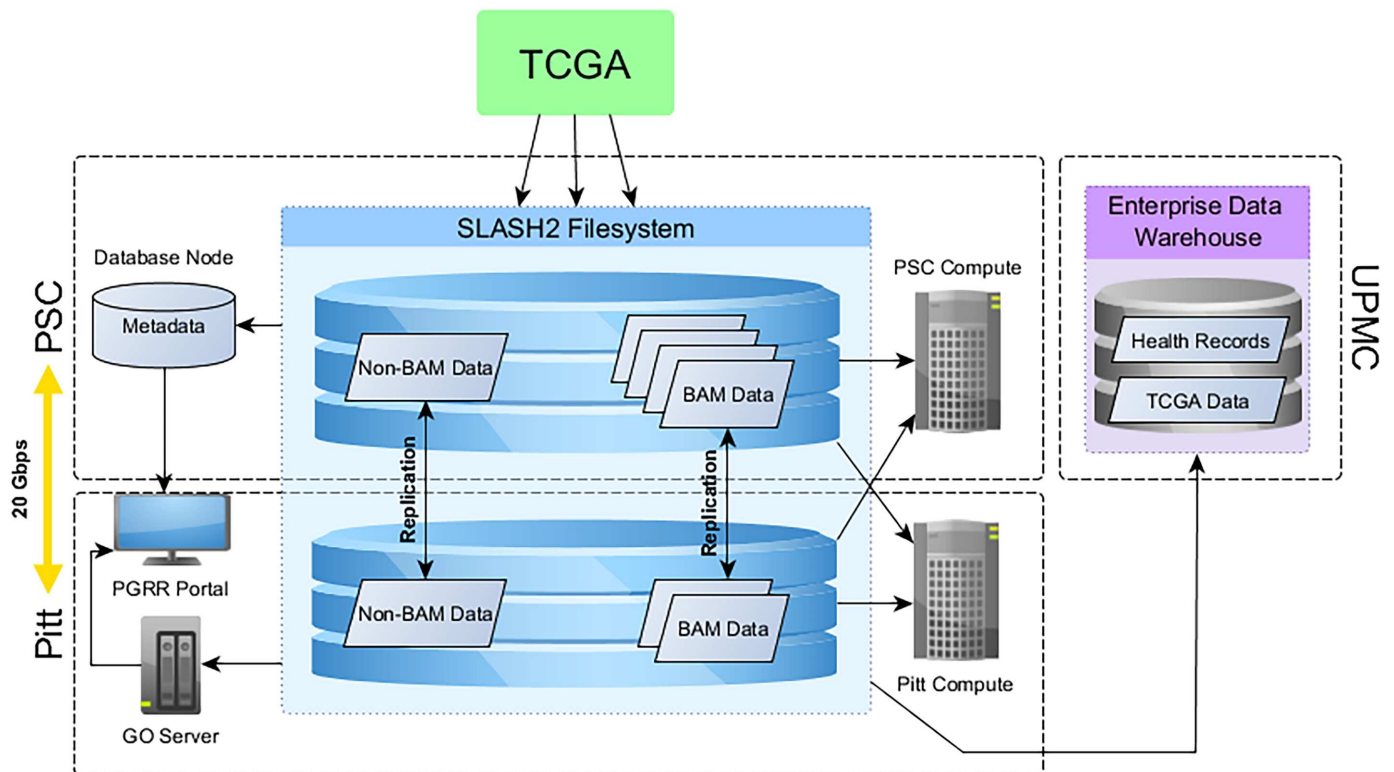 TCGA
SLASH2 Filesystem
Enterprise Data
Warehouse
Database Node
Metadata
PSC Compute
Health Records
TCGA Data
UPMC
PSC
Non-BAM Data
BAM Data
20 Gbps
Replication
Replication
PGRR Portal
Non-BAM Data
BAM Data
Pitt
GO Server
Pitt Compute